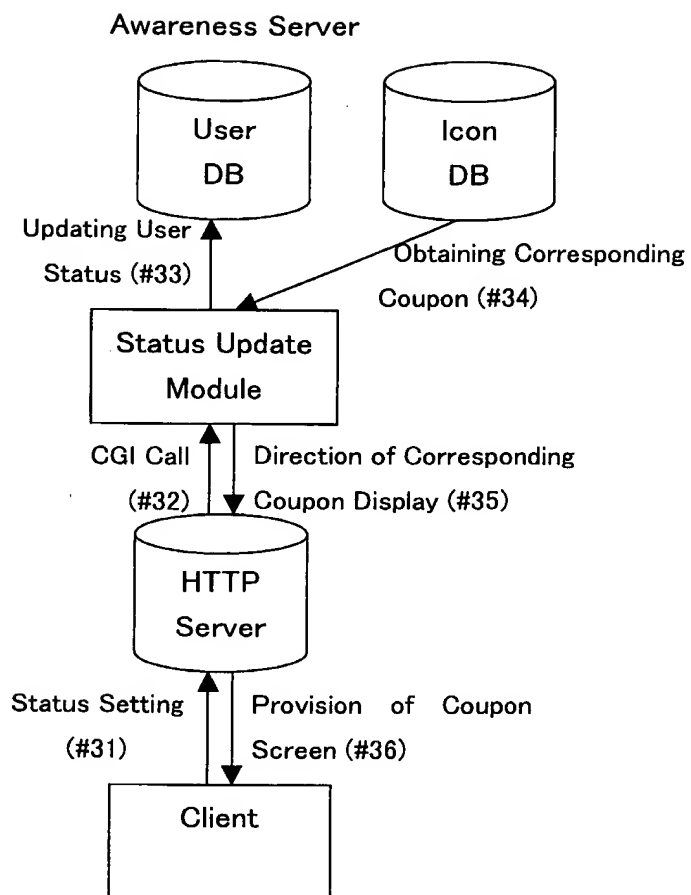 Awareness Server
User
DB
Icon
DB
Updating User
Status (#33)
Obtaining Corresponding
Coupon (#34)
Status Update
Module
CGI Call
(#32)
Direction of Corresponding
Coupon Display (#35)
HTTP
Server
Status Setting
(#31)
Provision of Coupon
Screen (#36)
Client